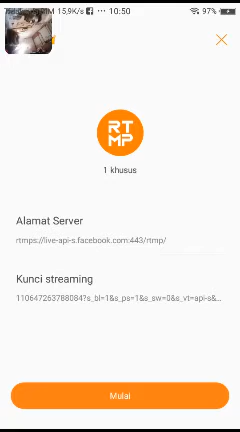 15,9K/s ••• 10:50 97%
RT
MP
1 khusus
Alamat Server
rtmps://live-api-s.facebook.com:443/rtmp/
Kunci streaming
110647263788084?s_bl=1&s_ps=1&s_sw=0&s_vt=api-s&...
Mulai